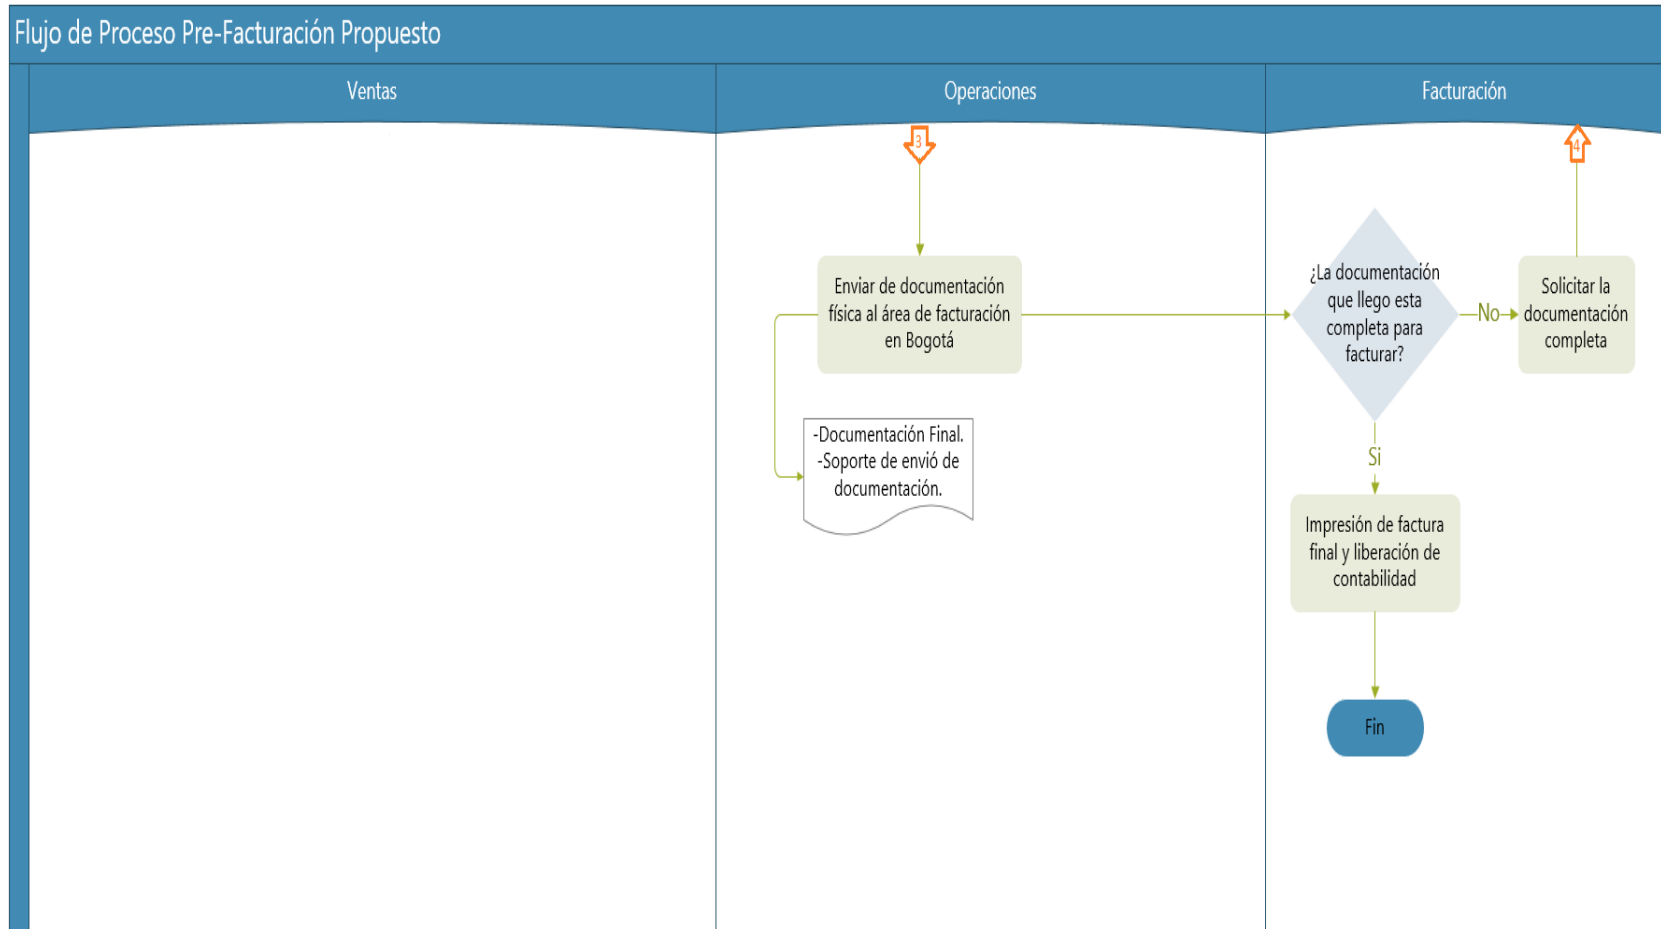 Flujo de Proceso Pre-Facturación Propuesto
Ventas
Operaciones
Facturación
3
4
Enviar de documentación
física al área de facturación
en Bogotá
¿La documentación
que llego esta
completa para
facturar?
No
Solicitar la
documentación
completa
-Documentación Final.
-Soporte de envió de
documentación.
Si
Impresión de factura
final y liberación de
contabilidad
Fin